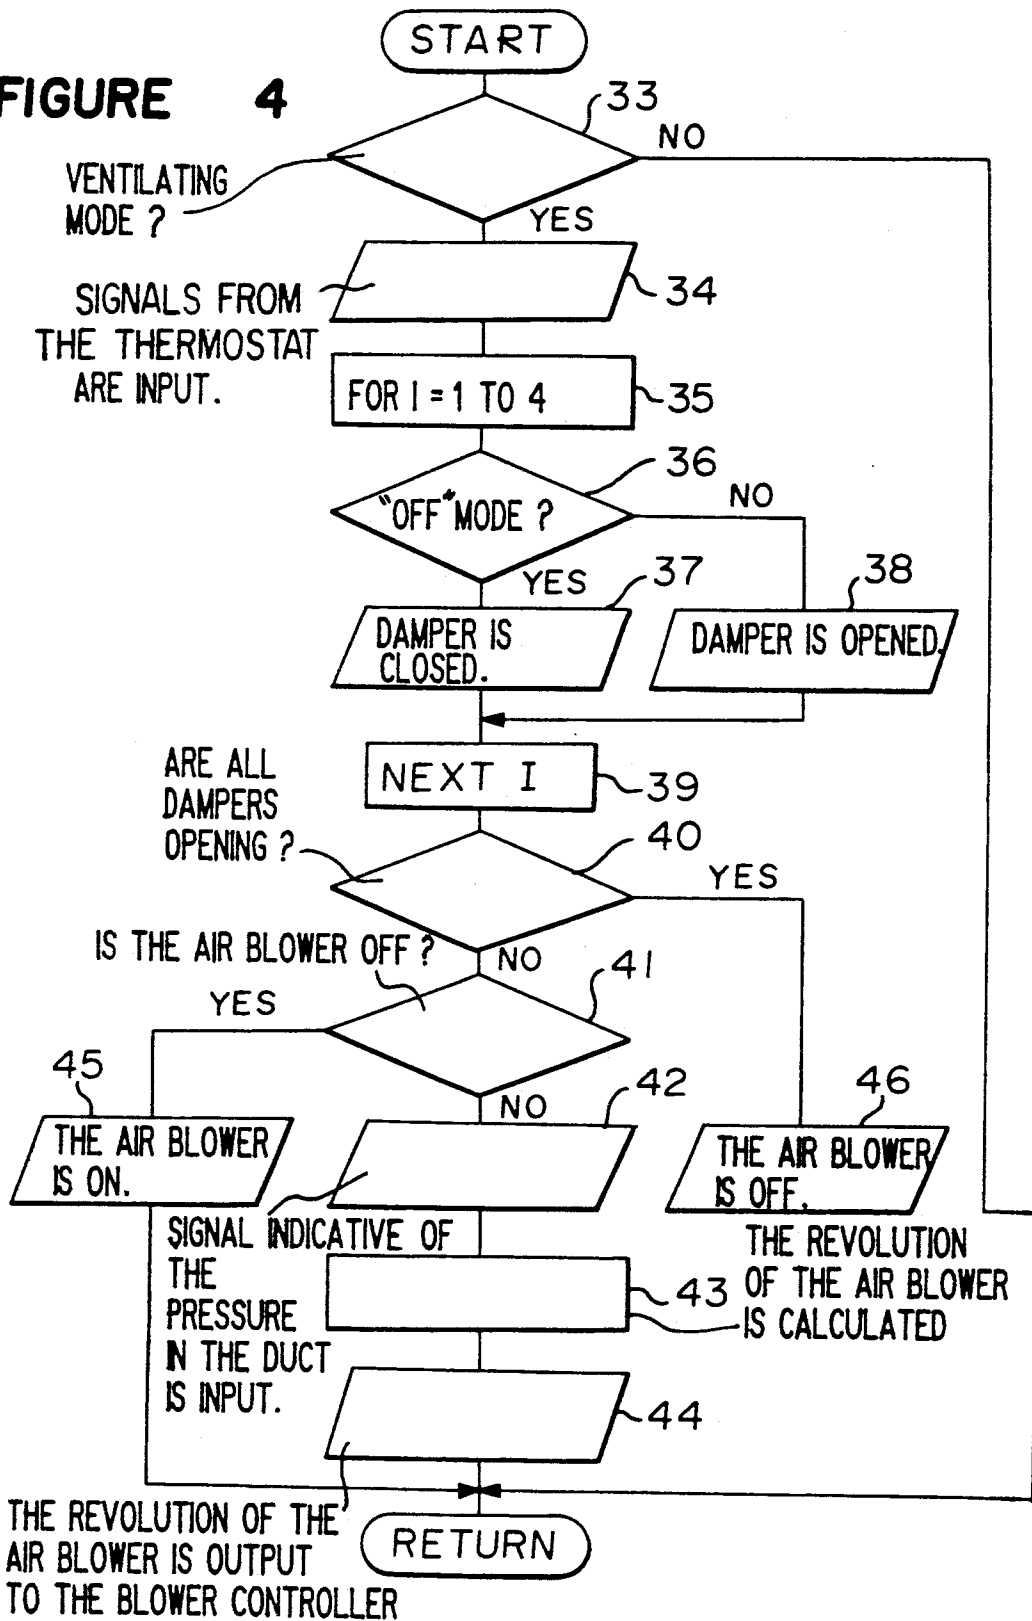 START
FIGURE 4
33
NO
VENTILATING
MODE ?
YES
SIGNALS FROM
THE THERMOSTAT
ARE INPUT.
34
FOR I = 1 TO 4
35
36
"OFF" MODE ?
NO
YES
37
38
DAMPER IS
CLOSED.
DAMPER IS OPENED.
NEXT I
39
ARE ALL
DAMPERS
OPENING ?
40
YES
IS THE AIR BLOWER OFF ?
NO
41
YES
45
42
46
NO
THE AIR BLOWER
IS ON.
THE AIR BLOWER
IS OFF.
SIGNAL INDICATIVE OF
THE
PRESSURE
IN THE DUCT
IS INPUT.
43
THE REVOLUTION
OF THE AIR BLOWER
IS CALCULATED
44
THE REVOLUTION OF THE
AIR BLOWER IS OUTPUT
TO THE BLOWER CONTROLLER
RETURN